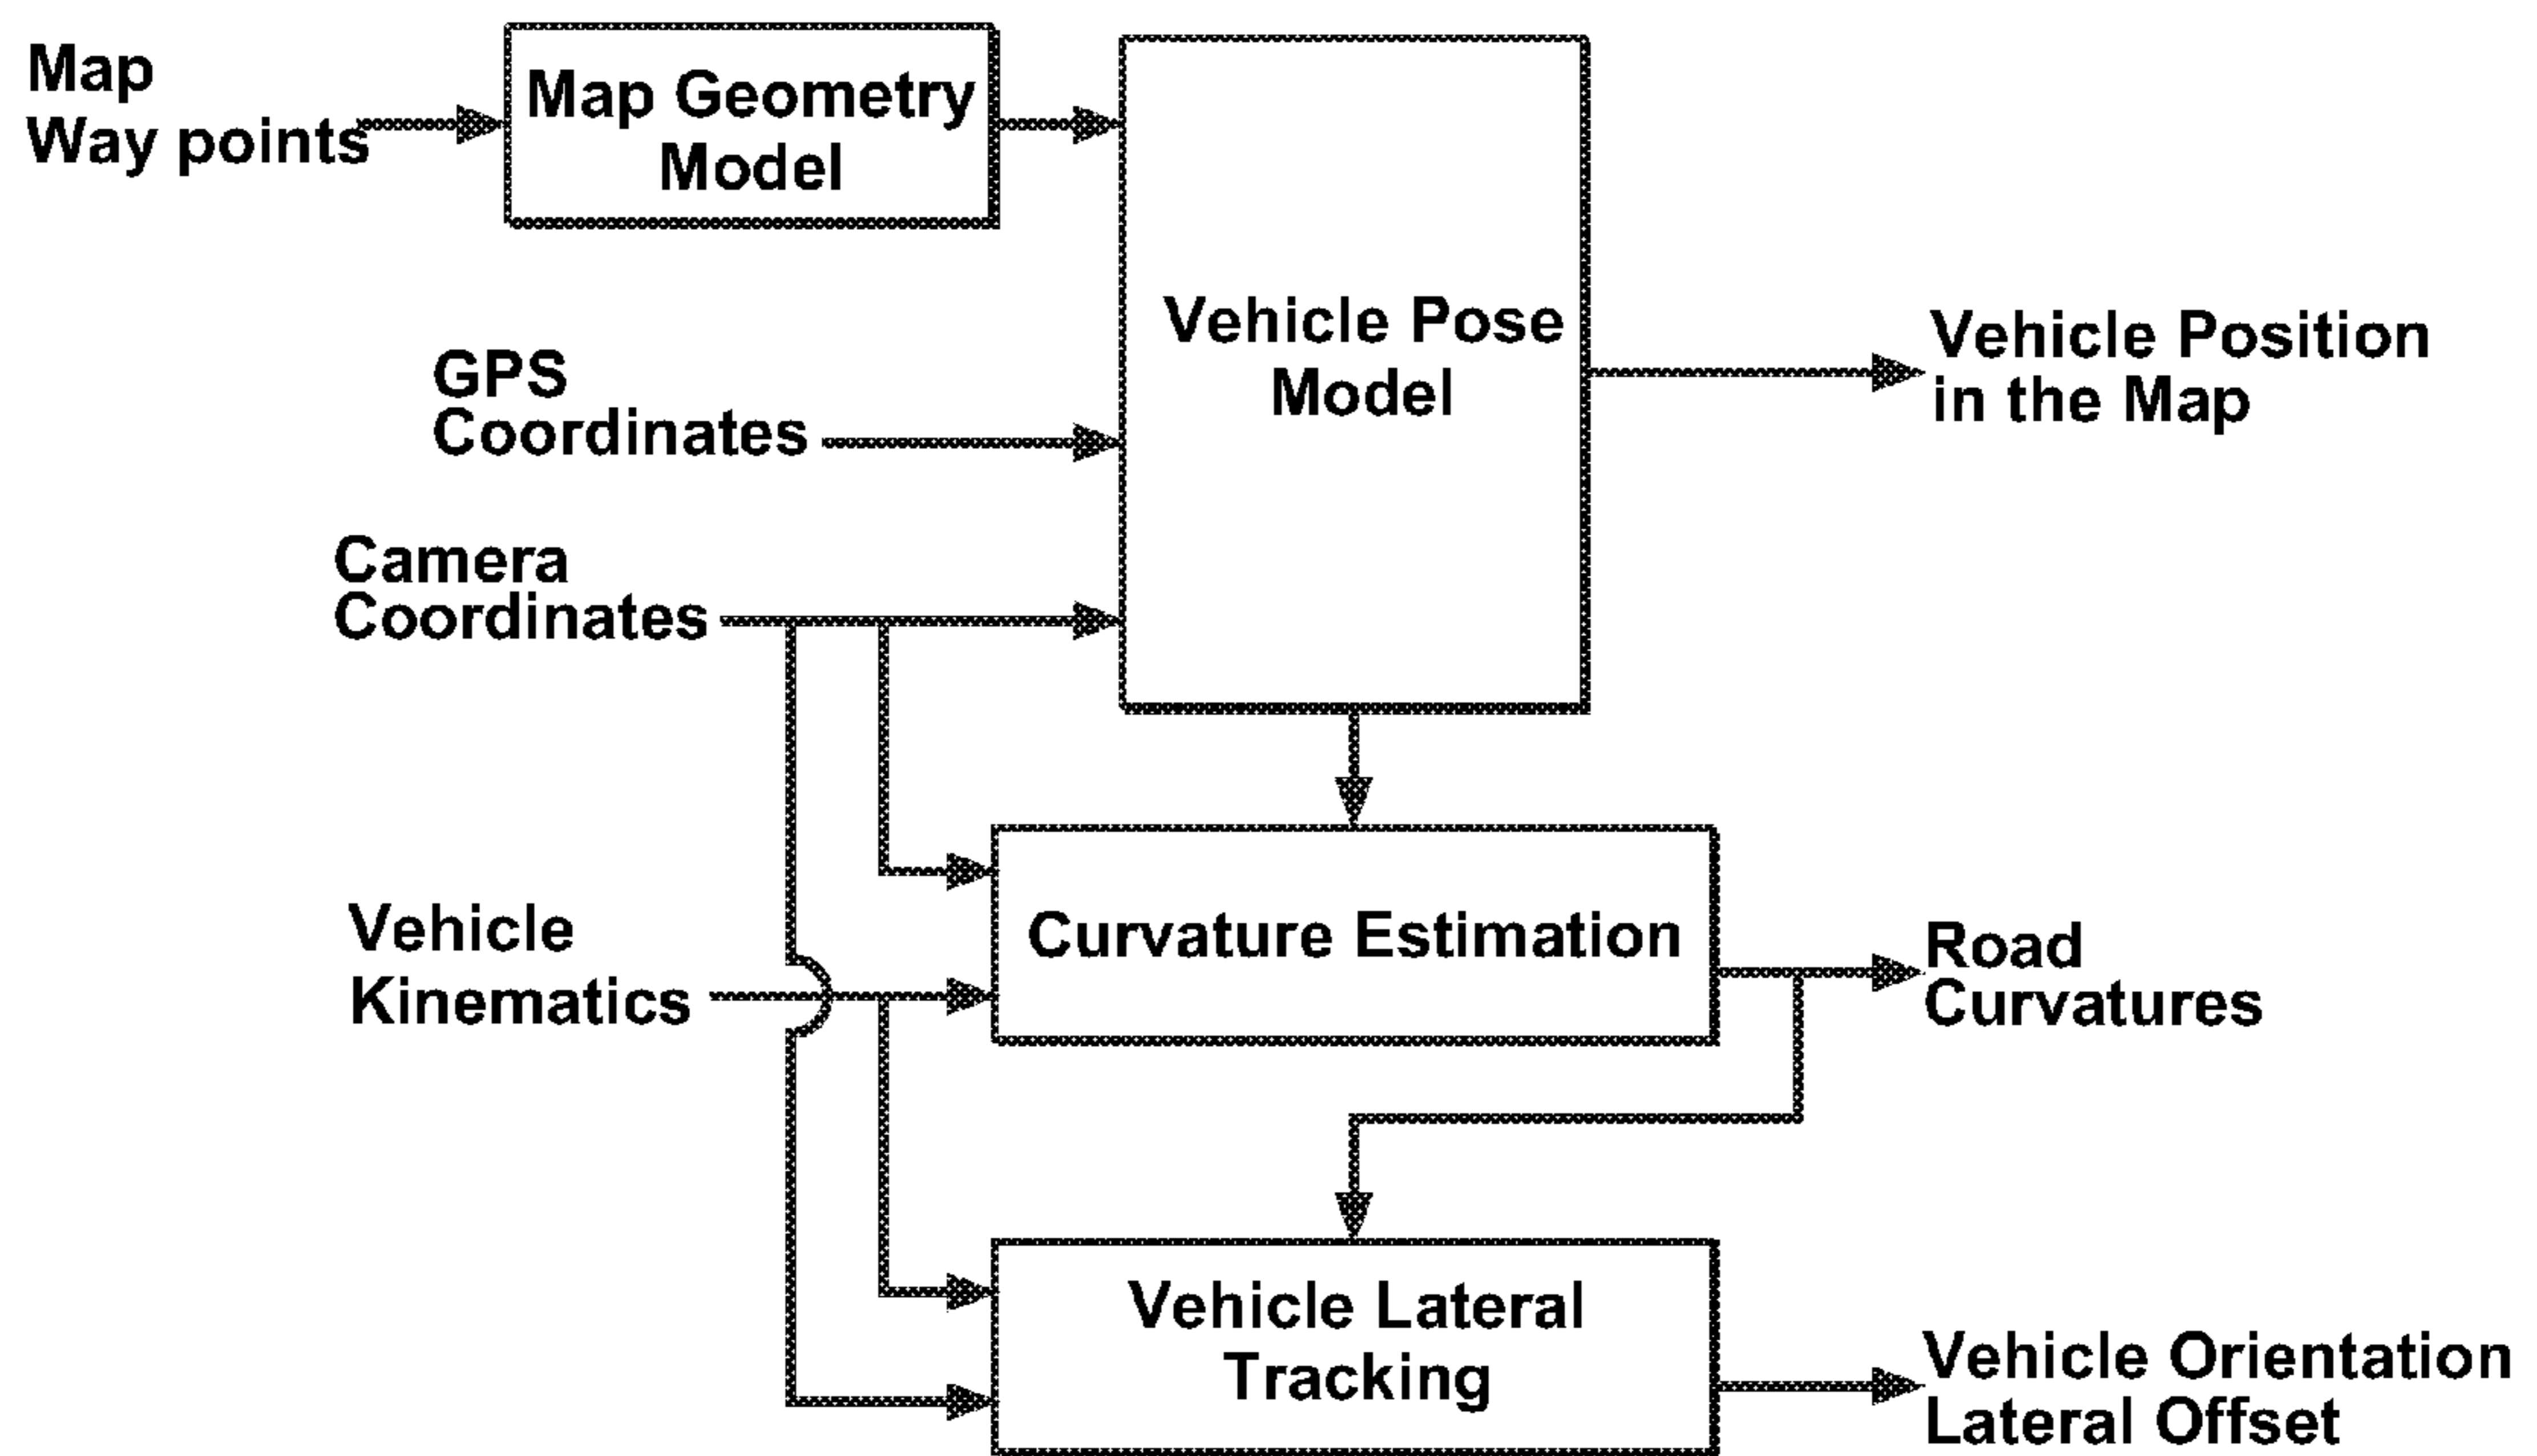 Map
Way points
Map Geometry
Model
GPS
Coordinates
Camera
Coordinates
Vehicle Pose
Model
Vehicle Position
in the Map
Vehicle
Kinematics
Curvature Estimation
Road
Curvatures
Vehicle Lateral
Tracking
Vehicle Orientation
Lateral Offset